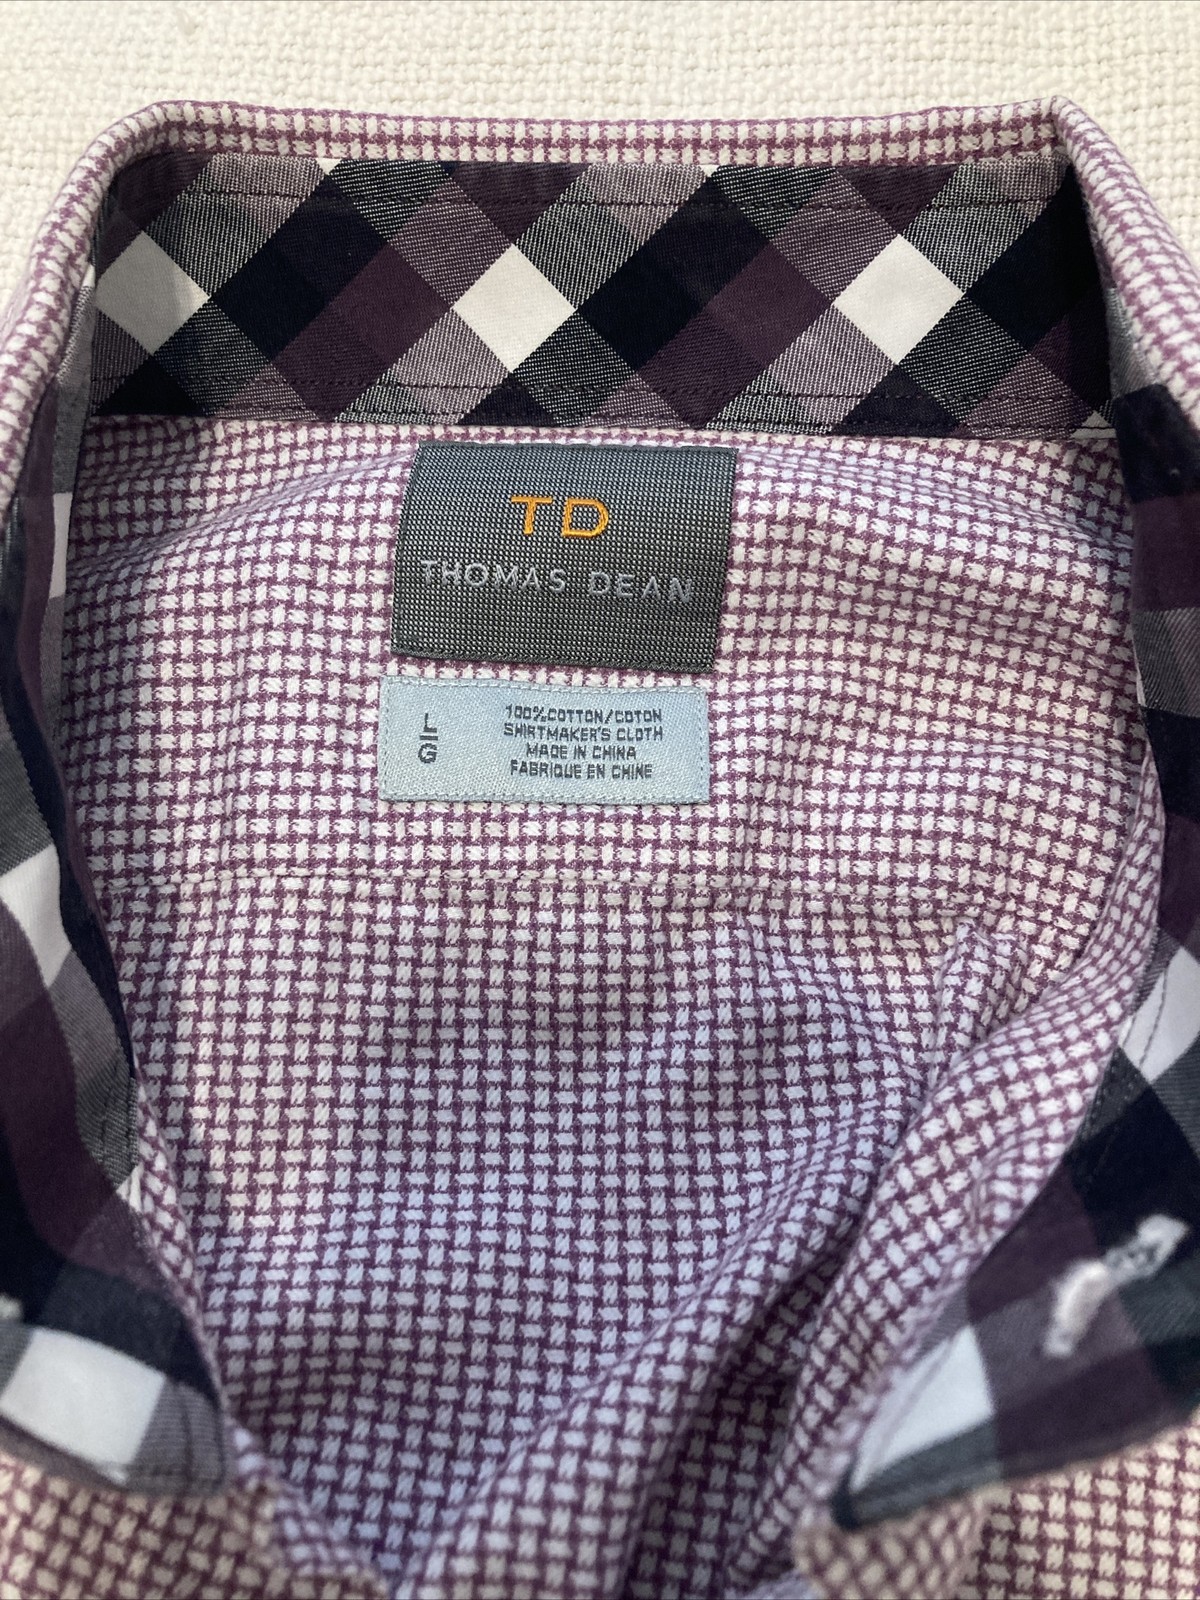 TD
THOMAS DEAN
L
G
100%COTTON/COTON
SHIRTMAKER'S CLOTH
MADE IN CHINA
FABRIQUE EN CHINE